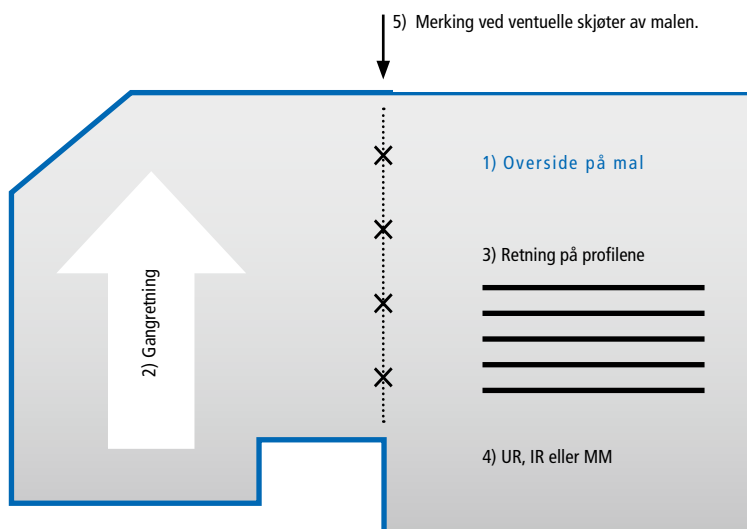 5) Merking ved ventuelle skjøter av malen.
1) Overside på mal
2) Gangretning
3) Retning på profilene
4) UR, IR eller MM